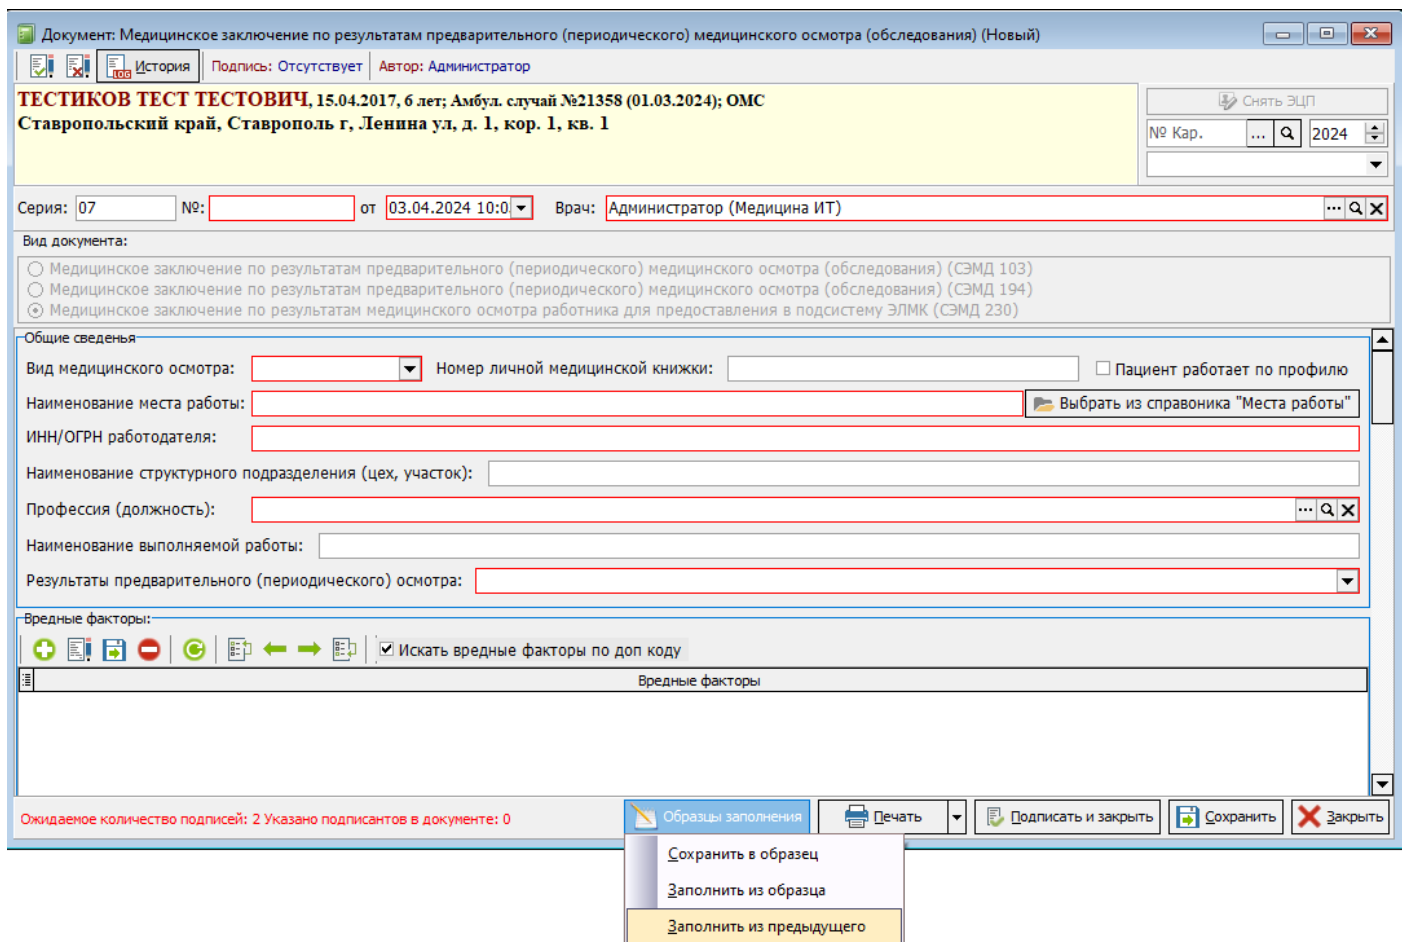 Документ: Медицинское заключение по результатам предварительного (периодического) медицинского осмотра (обследования) (Новый)
LOG История Подпись: Отсутствует Автор: Администратор
ТЕСТИКОВ ТЕСТ ТЕСТОВИЧ, 15.04.2017, 6 лет; Амбул. случай №21358 (01.03.2024); ОМС
Ставропольский край, Ставрополь г, Ленина ул, д. 1, кор. 1, кв. 1
Снять ЭЦП
№ Кар. ... 2024
Серия: 07 №: от 03.04.2024 10:0 Врач: Администратор (Медицина ИТ) ...
Вид документа:
Медицинское заключение по результатам предварительного (периодического) медицинского осмотра (обследования) (СЭМД 103)
Медицинское заключение по результатам предварительного (периодического) медицинского осмотра (обследования) (СЭМД 194)
Медицинское заключение по результатам медицинского осмотра работника для предоставления в подсистему ЭЛМК (СЭМД 230)
Общие сведенья
Вид медицинского осмотра: Номер личной медицинской книжки: Пациент работает по профилю
Наименование места работы: Выбрать из справоника "Места работы"
ИНН/ОГРН работодателя:
Наименование структурного подразделения (цех, участок):
Профессия (должность): ...
Наименование выполняемой работы:
Результаты предварительного (периодического) осмотра:
Вредные факторы:
Искать вредные факторы по доп коду
Вредные факторы
Ожидаемое количество подписей: 2 Указано подписантов в документе: 0 Образцы заполнения Печать Подписать и закрыть Сохранить Закрыть
Сохранить в образец
Заполнить из образца
Заполнить из предыдущего